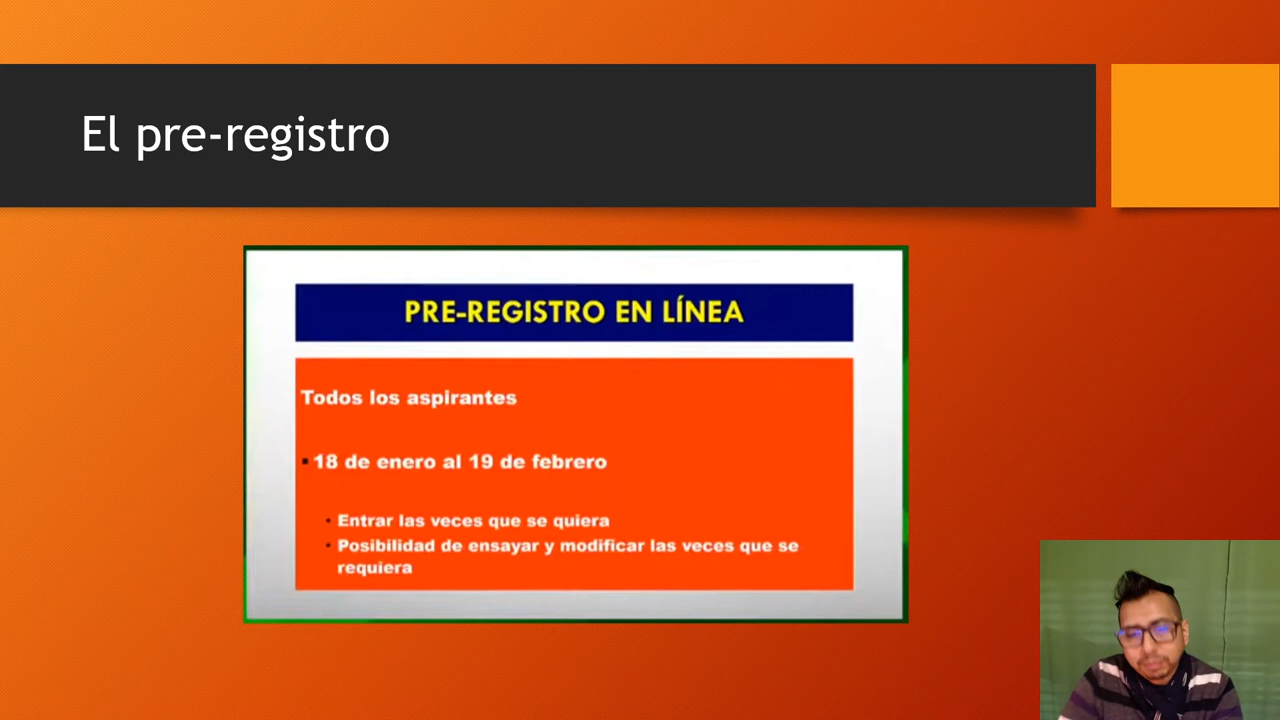 El pre-registro
PRE-REGISTRO EN LÍNEA
Todos los aspirantes
18 de enero al 19 de febrero
Entrar las veces que se quiera
Posibilidad de ensayar y modificar las veces que se
requiera